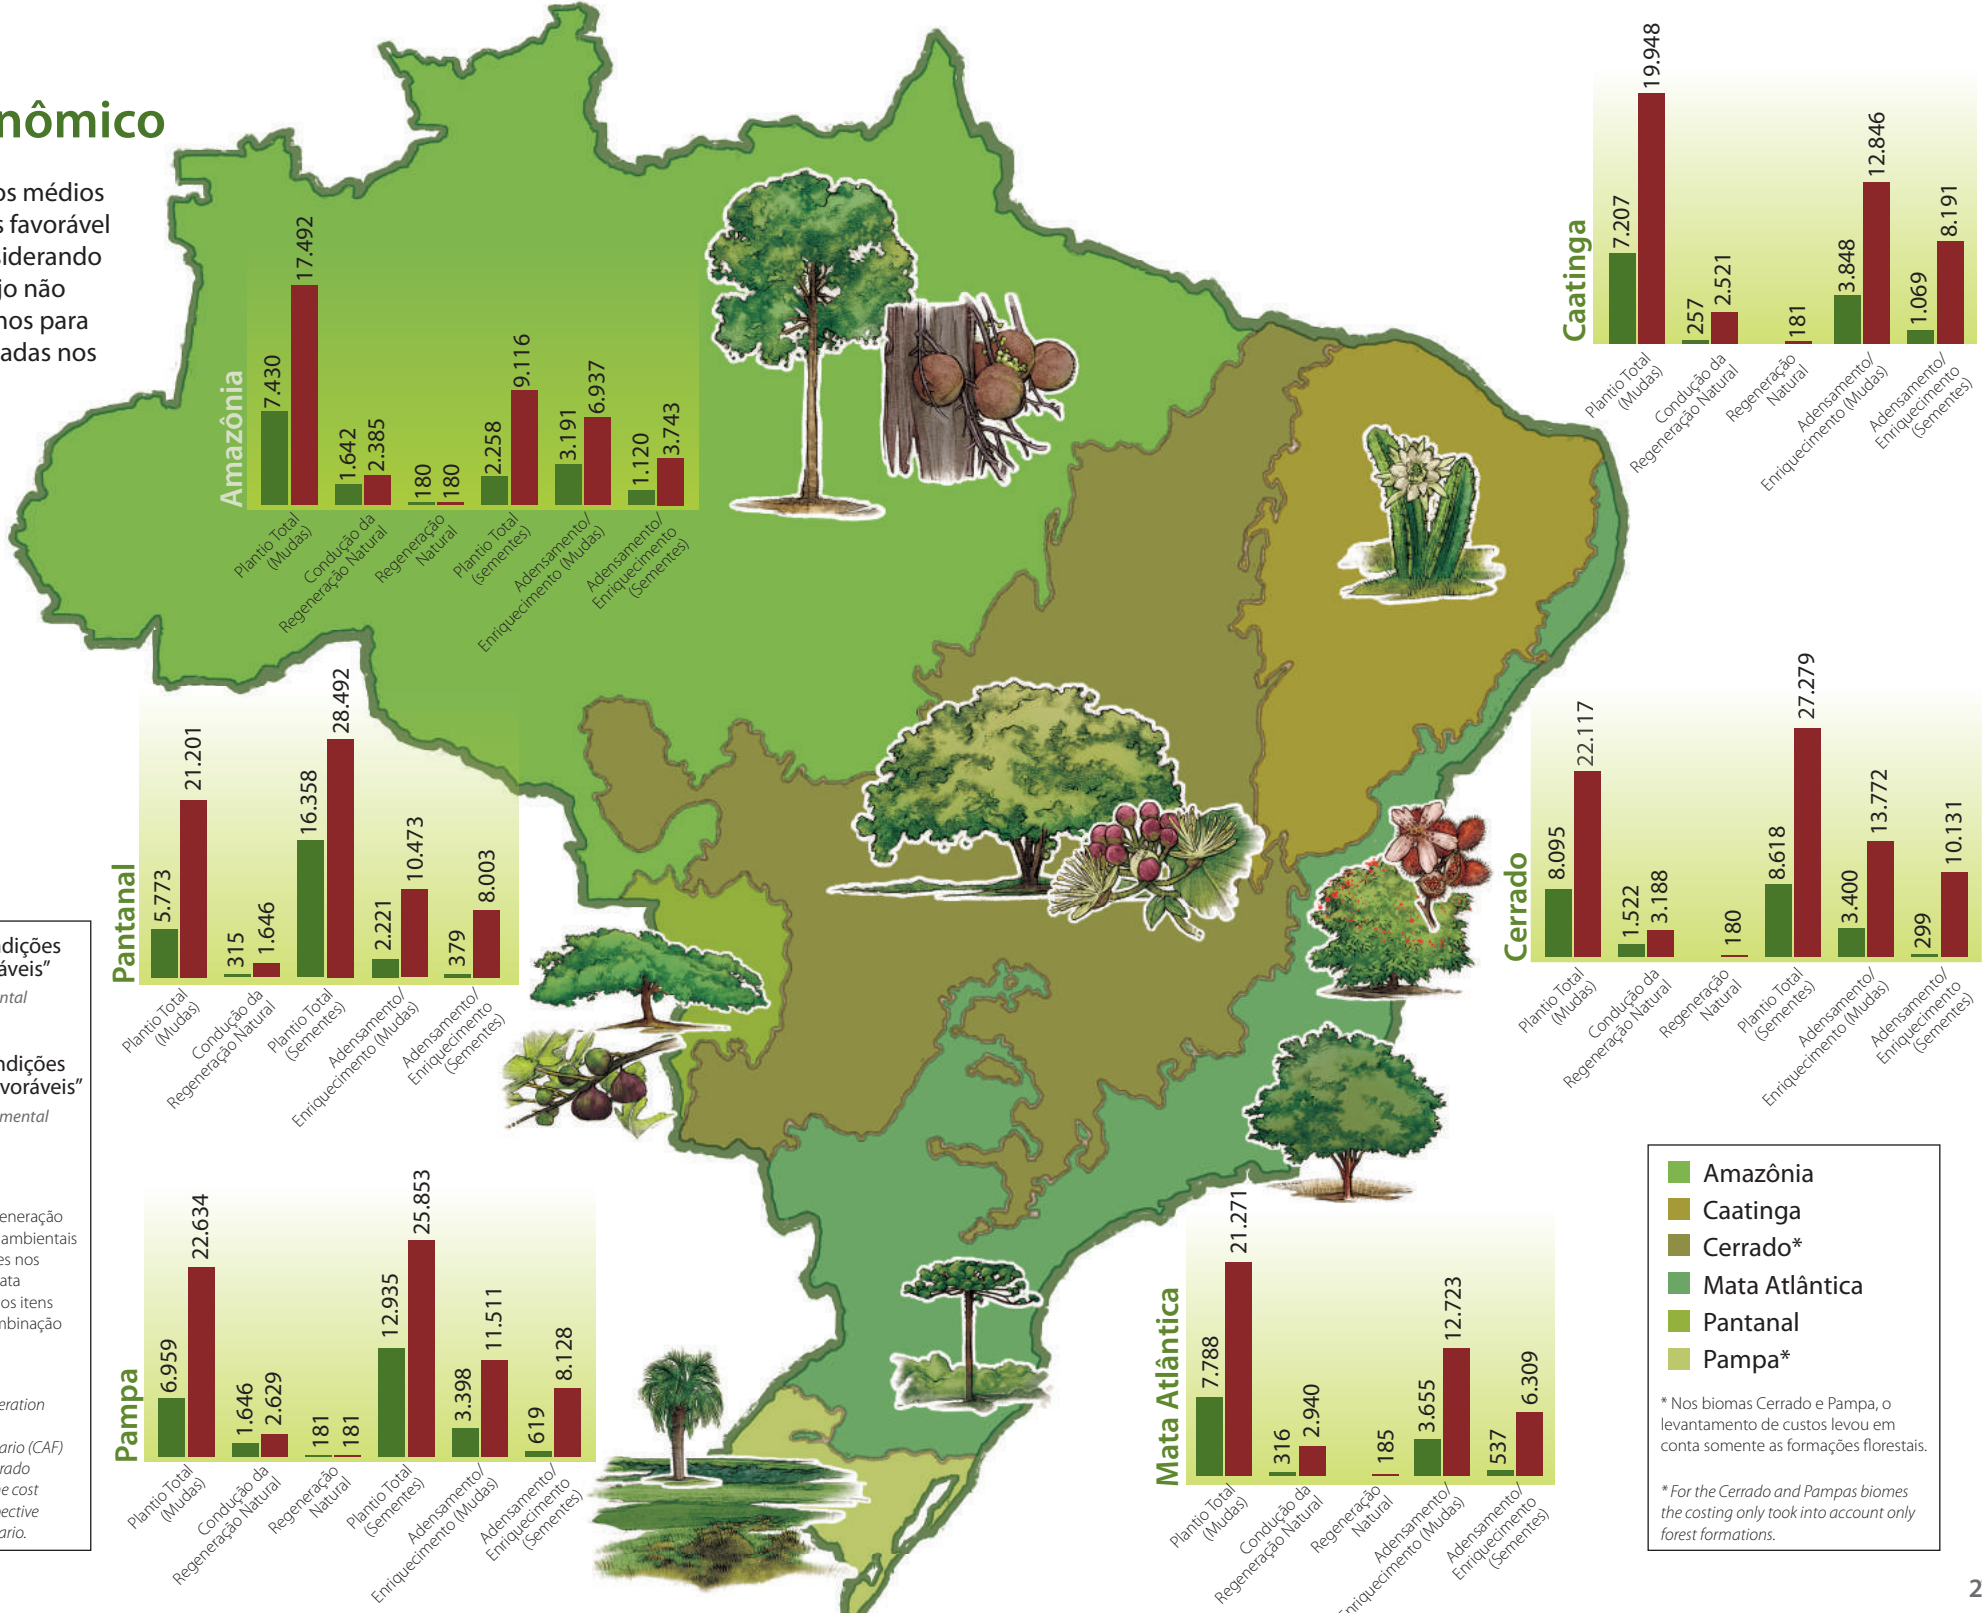 nômico
os médios
s favorável
siderando
jo não
nos para
adas nos
Amazônia
7.430
17.492
1.642
2.385
180
180
2.258
9.116
3.191
6.937
1.120
3.743
Plantio Total
(Mudas)
Condução da
Regeneração Natural
Regeneração
Natural
Plantio Total
(sementes)
Adensamento/
Enriquecimento (Mudas)
Adensamento/
Enriquecimento
(Sementes)
Caatinga
7.207
19.948
257
2.521
181
3.848
12.846
1.069
8.191
Plantio Total
(Mudas)
Condução da
Regeneração Natural
Regeneração
Natural
Adensamento/
Enriquecimento (Mudas)
Adensamento/
Enriquecimento
(Sementes)
Pantanal
5.773
21.201
315
1.646
16.358
28.492
2.221
10.473
379
8.003
Plantio Total
(Mudas)
Condução da
Regeneração Natural
Plantio Total
(Sementes)
Adensamento/
Enriquecimento (Mudas)
Adensamento/
Enriquecimento
(Sementes)
Cerrado
8.095
22.117
1.522
3.188
180
8.618
27.279
3.400
13.772
299
10.131
Plantio Total
(Mudas)
Condução da
Regeneração Natural
Regeneração
Natural
Plantio Total
(Sementes)
Adensamento/
Enriquecimento (Mudas)
Adensamento/
Enriquecimento
(Sementes)
dições
áveis”
ntal
ndições
voráveis”
mental
eneração
ambientais
es nos
ata
os itens
mbinação
eration
ario (CAF)
rado
e cost
pective
ario.
Pampa
6.959
22.634
1.646
2.629
181
181
12.935
25.853
3.398
11.511
619
8.128
Plantio Total
(Mudas)
Condução da
Regeneração Natural
Regeneração
Natural
Plantio Total
(Sementes)
Adensamento/
Enriquecimento (Mudas)
Adensamento/
Enriquecimento
(Sementes)
Mata Atlântica
7.788
21.271
316
2.940
185
3.655
12.723
537
6.309
Plantio Total
(Mudas)
Condução da
Regeneração Natural
Regeneração
Natural
Adensamento/
Enriquecimento (Mudas)
Adensamento/
Enriquecimento
(Sementes)
Amazônia
Caatinga
Cerrado*
Mata Atlântica
Pantanal
Pampa*
* Nos biomas Cerrado e Pampa, o
levantamento de custos levou em
conta somente as formações florestais.
* For the Cerrado and Pampas biomes
the costing only took into account only
forest formations.
2